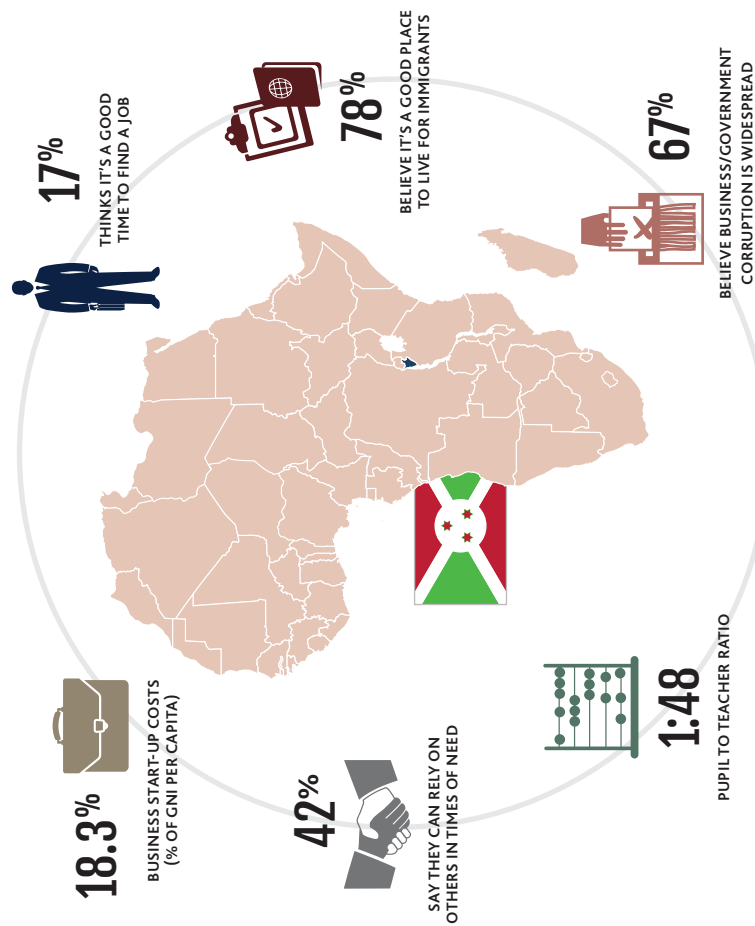 18.3%
BUSINESS START-UP COSTS
(% OF GNI PER CAPITA)
17%
THINKS IT'S A GOOD
TIME TO FIND A JOB
42%
SAY THEY CAN RELY ON
OTHERS IN TIMES OF NEED
78%
BELIEVE IT'S A GOOD PLACE
TO LIVE FOR IMMIGRANTS
1:48
PUPIL TO TEACHER RATIO
67%
BELIEVE BUSINESS/GOVERNMENT
CORRUPTION IS WIDESPREAD